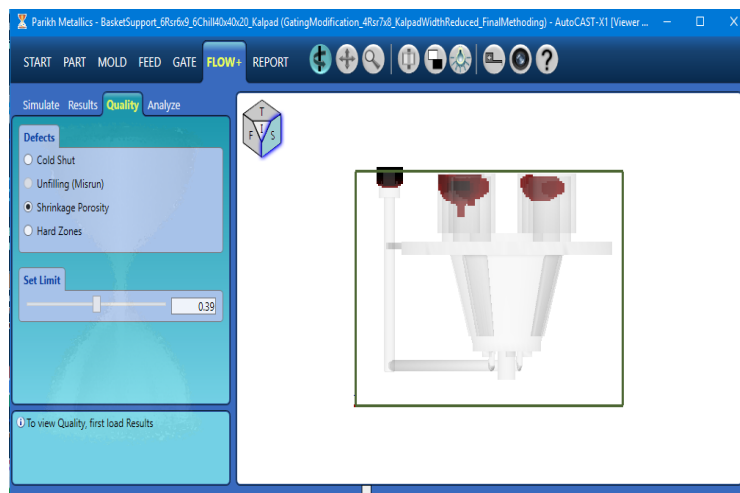 Parikh Metallics - BasketSupport_6Rsr6x9_6Chill40x40x20_Kalpad (GatingModification_4Rsr7x8_KalpadWidthReduced_FinalMethoding) - AutoCAST-X1 [Viewer ...
START PART MOLD FEED GATE FLOW+ REPORT
Simulate Results Quality Analyze
Defects
Cold Shut
Unfilling (Misrun)
Shrinkage Porosity
Hard Zones
Set Limit
0.39
To view Quality, first load Results
T
F I S